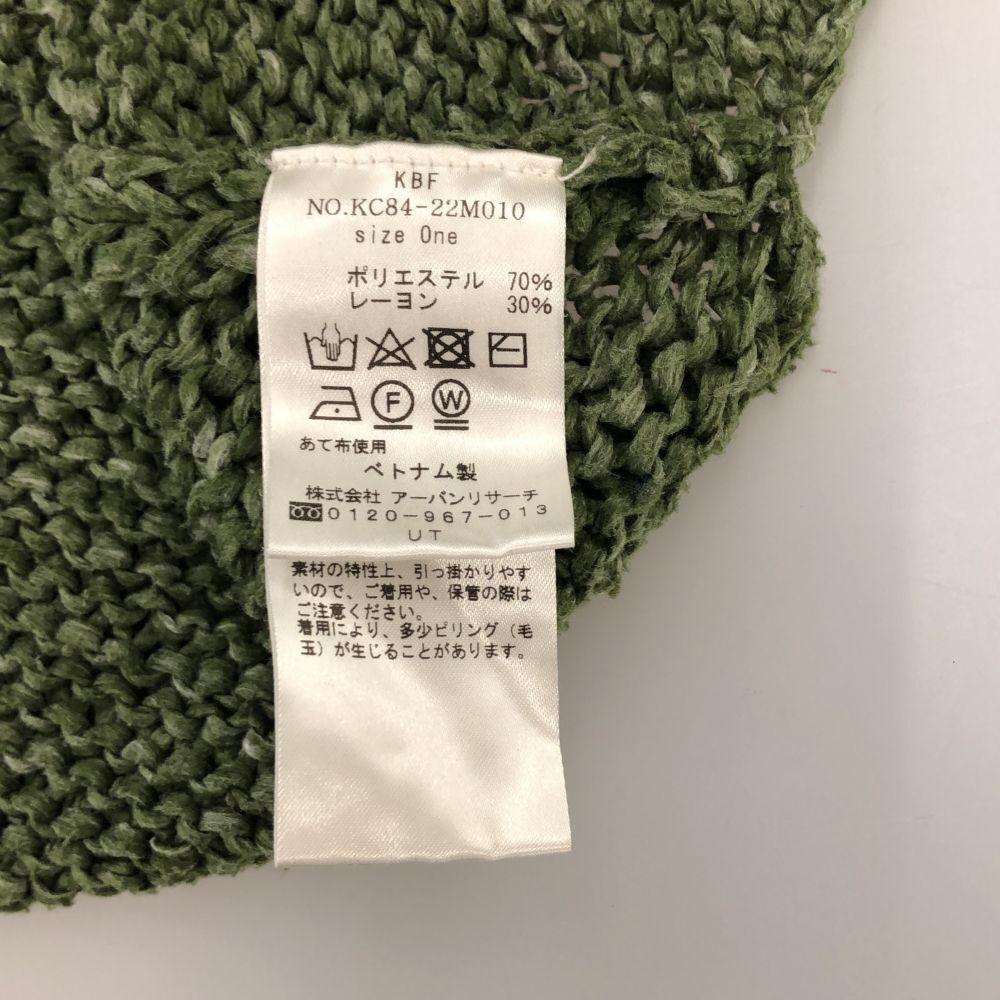 KBF
NO.KC84-22M010
size One
ポリエステル 70%
レーヨン 30%
F W
あて布使用
ベトナム製
株式会社 アーバンリサーチ
0120-967-013
UT
素材の特性上、引っ掛かりやす
いので、ご着用や、保管の際は
ご注意ください。
着用により、多少ピリング(毛
玉)が生じることがあります。